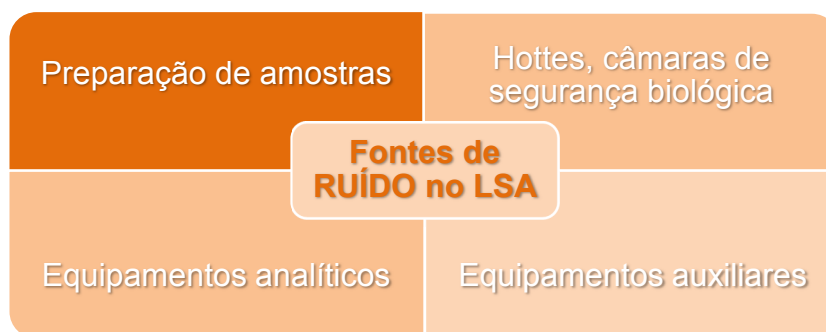 Preparação de amostras
Hottes, câmaras de
segurança biológica
Fontes de
RUÍDO no LSA
Equipamentos analíticos
Equipamentos auxiliares